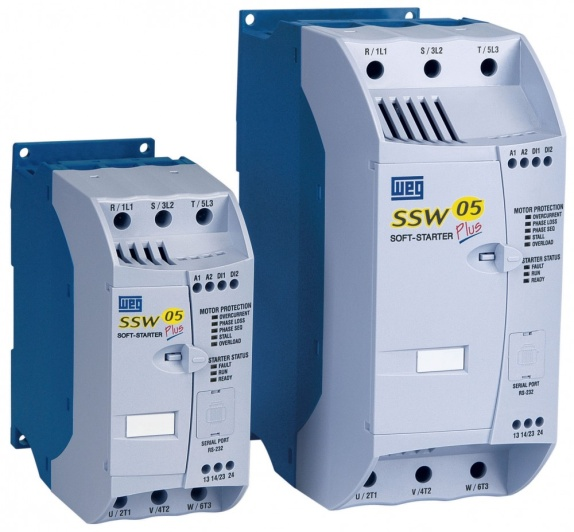 R / 1L1 S / 3L2 T / 5L3
A1 A2 DI1 DI2
WEG
SSW 05
Plus
SOFT-STARTER
MOTOR PROTECTION
OVERCURRENT
PHASE LOSS
PHASE SEQ
STALL
OVERLOAD
STARTER STATUS
FAULT
RUN
READY
SERIAL PORT
RS-232
13 14/23 24
U / 2T1 V / 4T2 W / 6T3
R / 1L1 S / 3L2 T / 5L3
A1 A2 DI1 DI2
WEG
SSW 05
Plus
SOFT-STARTER
MOTOR PROTECTION
OVERCURRENT
PHASE LOSS
PHASE SEQ
STALL
OVERLOAD
STARTER STATUS
FAULT
RUN
READY
SERIAL PORT
RS-232
13 14/23 24
U / 2T1 V / 4T2 W / 6T3